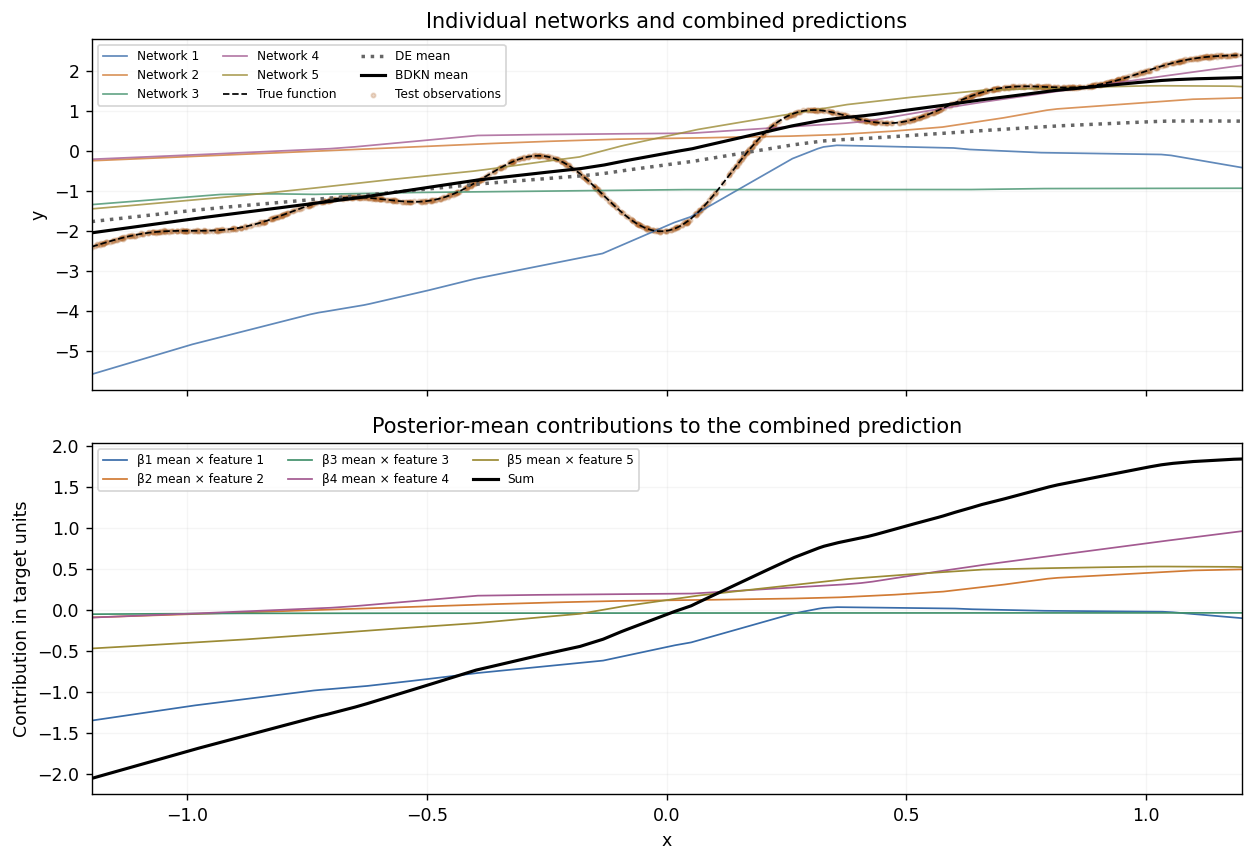 Individual networks and combined predictions
Network 1
Network 2
Network 3
Network 4
Network 5
True function
DE mean
BDKN mean
Test observations
y
2
1
0
−1
−2
−3
−4
−5
Posterior-mean contributions to the combined prediction
β1 mean × feature 1
β2 mean × feature 2
β3 mean × feature 3
β4 mean × feature 4
β5 mean × feature 5
Sum
Contribution in target units
2.0
1.5
1.0
0.5
0.0
−0.5
−1.0
−1.5
−2.0
−1.0
−0.5
0.0
0.5
1.0
x